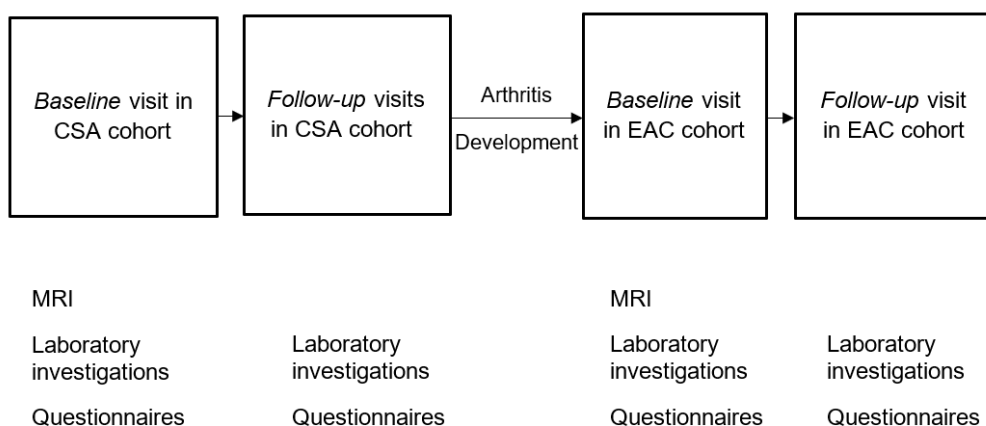 Baseline visit in
CSA cohort
Follow-up visits
in CSA cohort
Arthritis
Development
Baseline visit
in EAC cohort
Follow-up visit
in EAC cohort
MRI
MRI
Laboratory
investigations
Laboratory
investigations
Laboratory
investigations
Laboratory
investigations
Questionnaires
Questionnaires
Questionnaires
Questionnaires